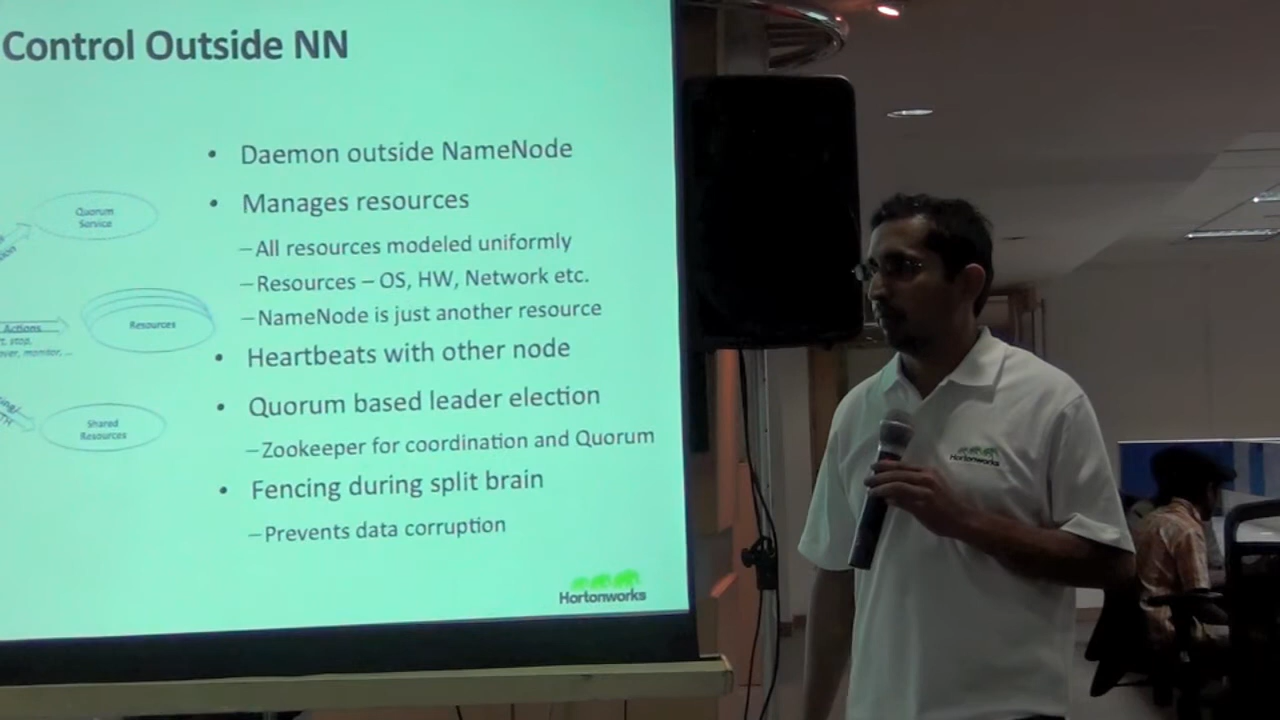 Control Outside NN
• Daemon outside NameNode
• Manages resources
–All resources modeled uniformly
–Resources – OS, HW, Network etc.
–NameNode is just another resource
• Heartbeats with other node
• Quorum based leader election
–Zookeeper for coordination and Quorum
• Fencing during split brain
–Prevents data corruption
Quorum
Service
Resources
Actions
stop,
monitor, ...
Shared
Resources
Hortonworks
Hortonworks